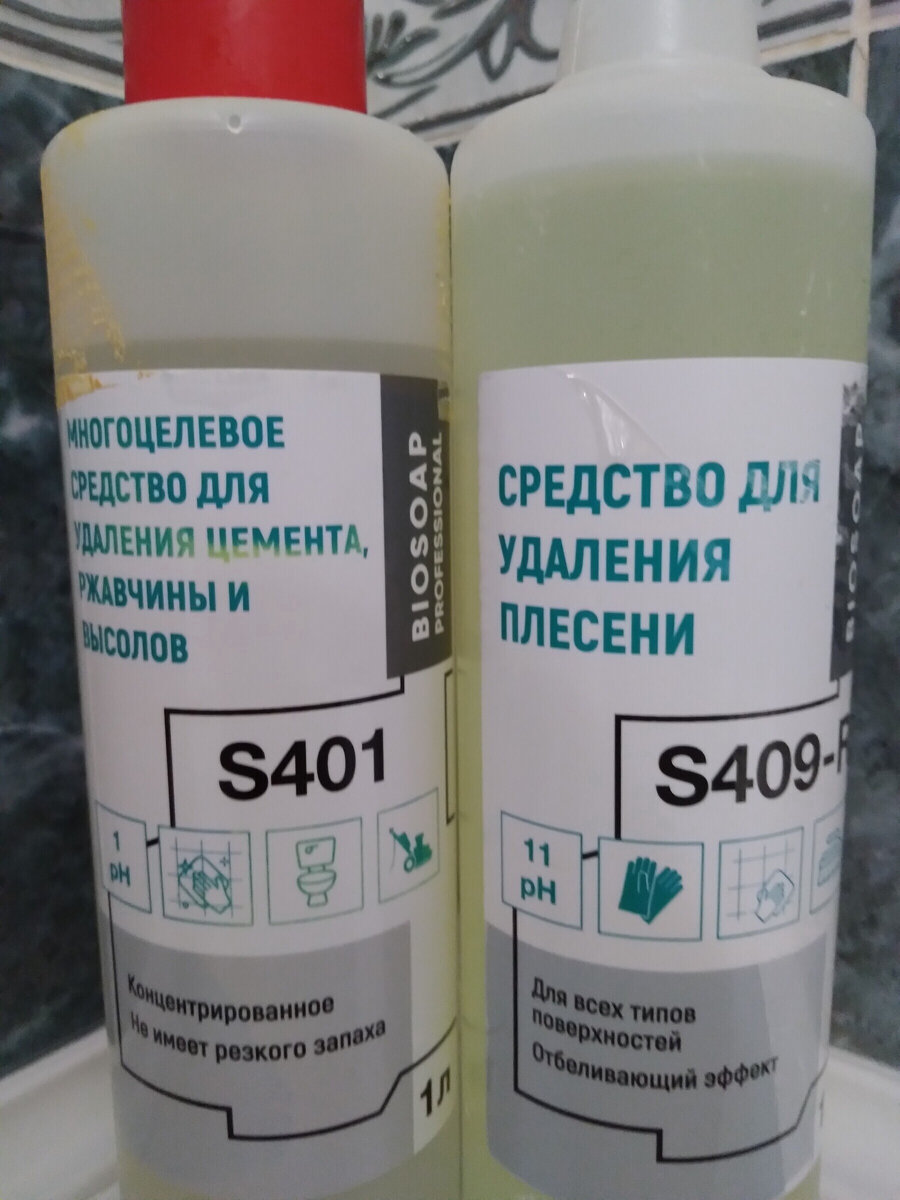 МНОГОЦЕЛЕВОЕ
СРЕДСТВО ДЛЯ
УДАЛЕНИЯ ЦЕМЕНТА,
РЖАВЧИНЫ И
ВЫСОЛОВ
BIOSOAP
PROFESSIONAL
S401
1
pH
Концентрированное
Не имеет резкого запаха
1л
СРЕДСТВО ДЛЯ
УДАЛЕНИЯ
ПЛЕСЕНИ
BIOSOAP
S409-
11
pH
Для всех типов
поверхностей
Отбеливающий эффект